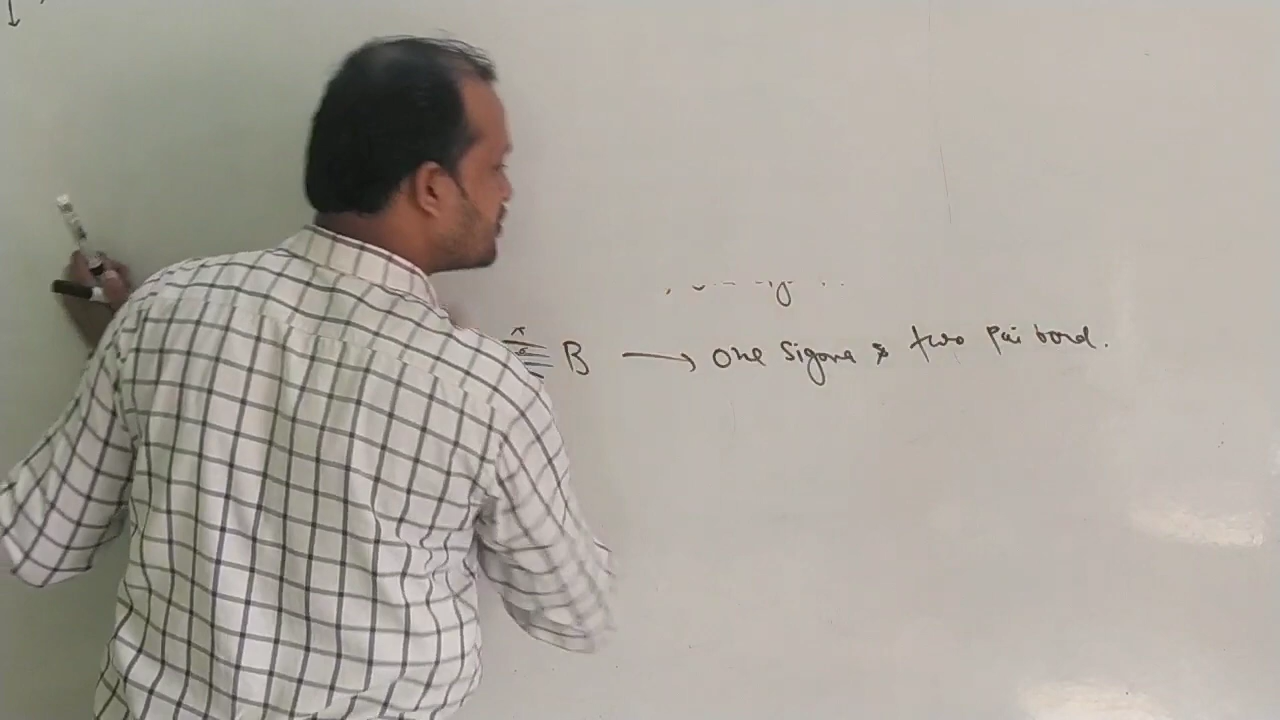 B → One Sigma & two Pai bond.